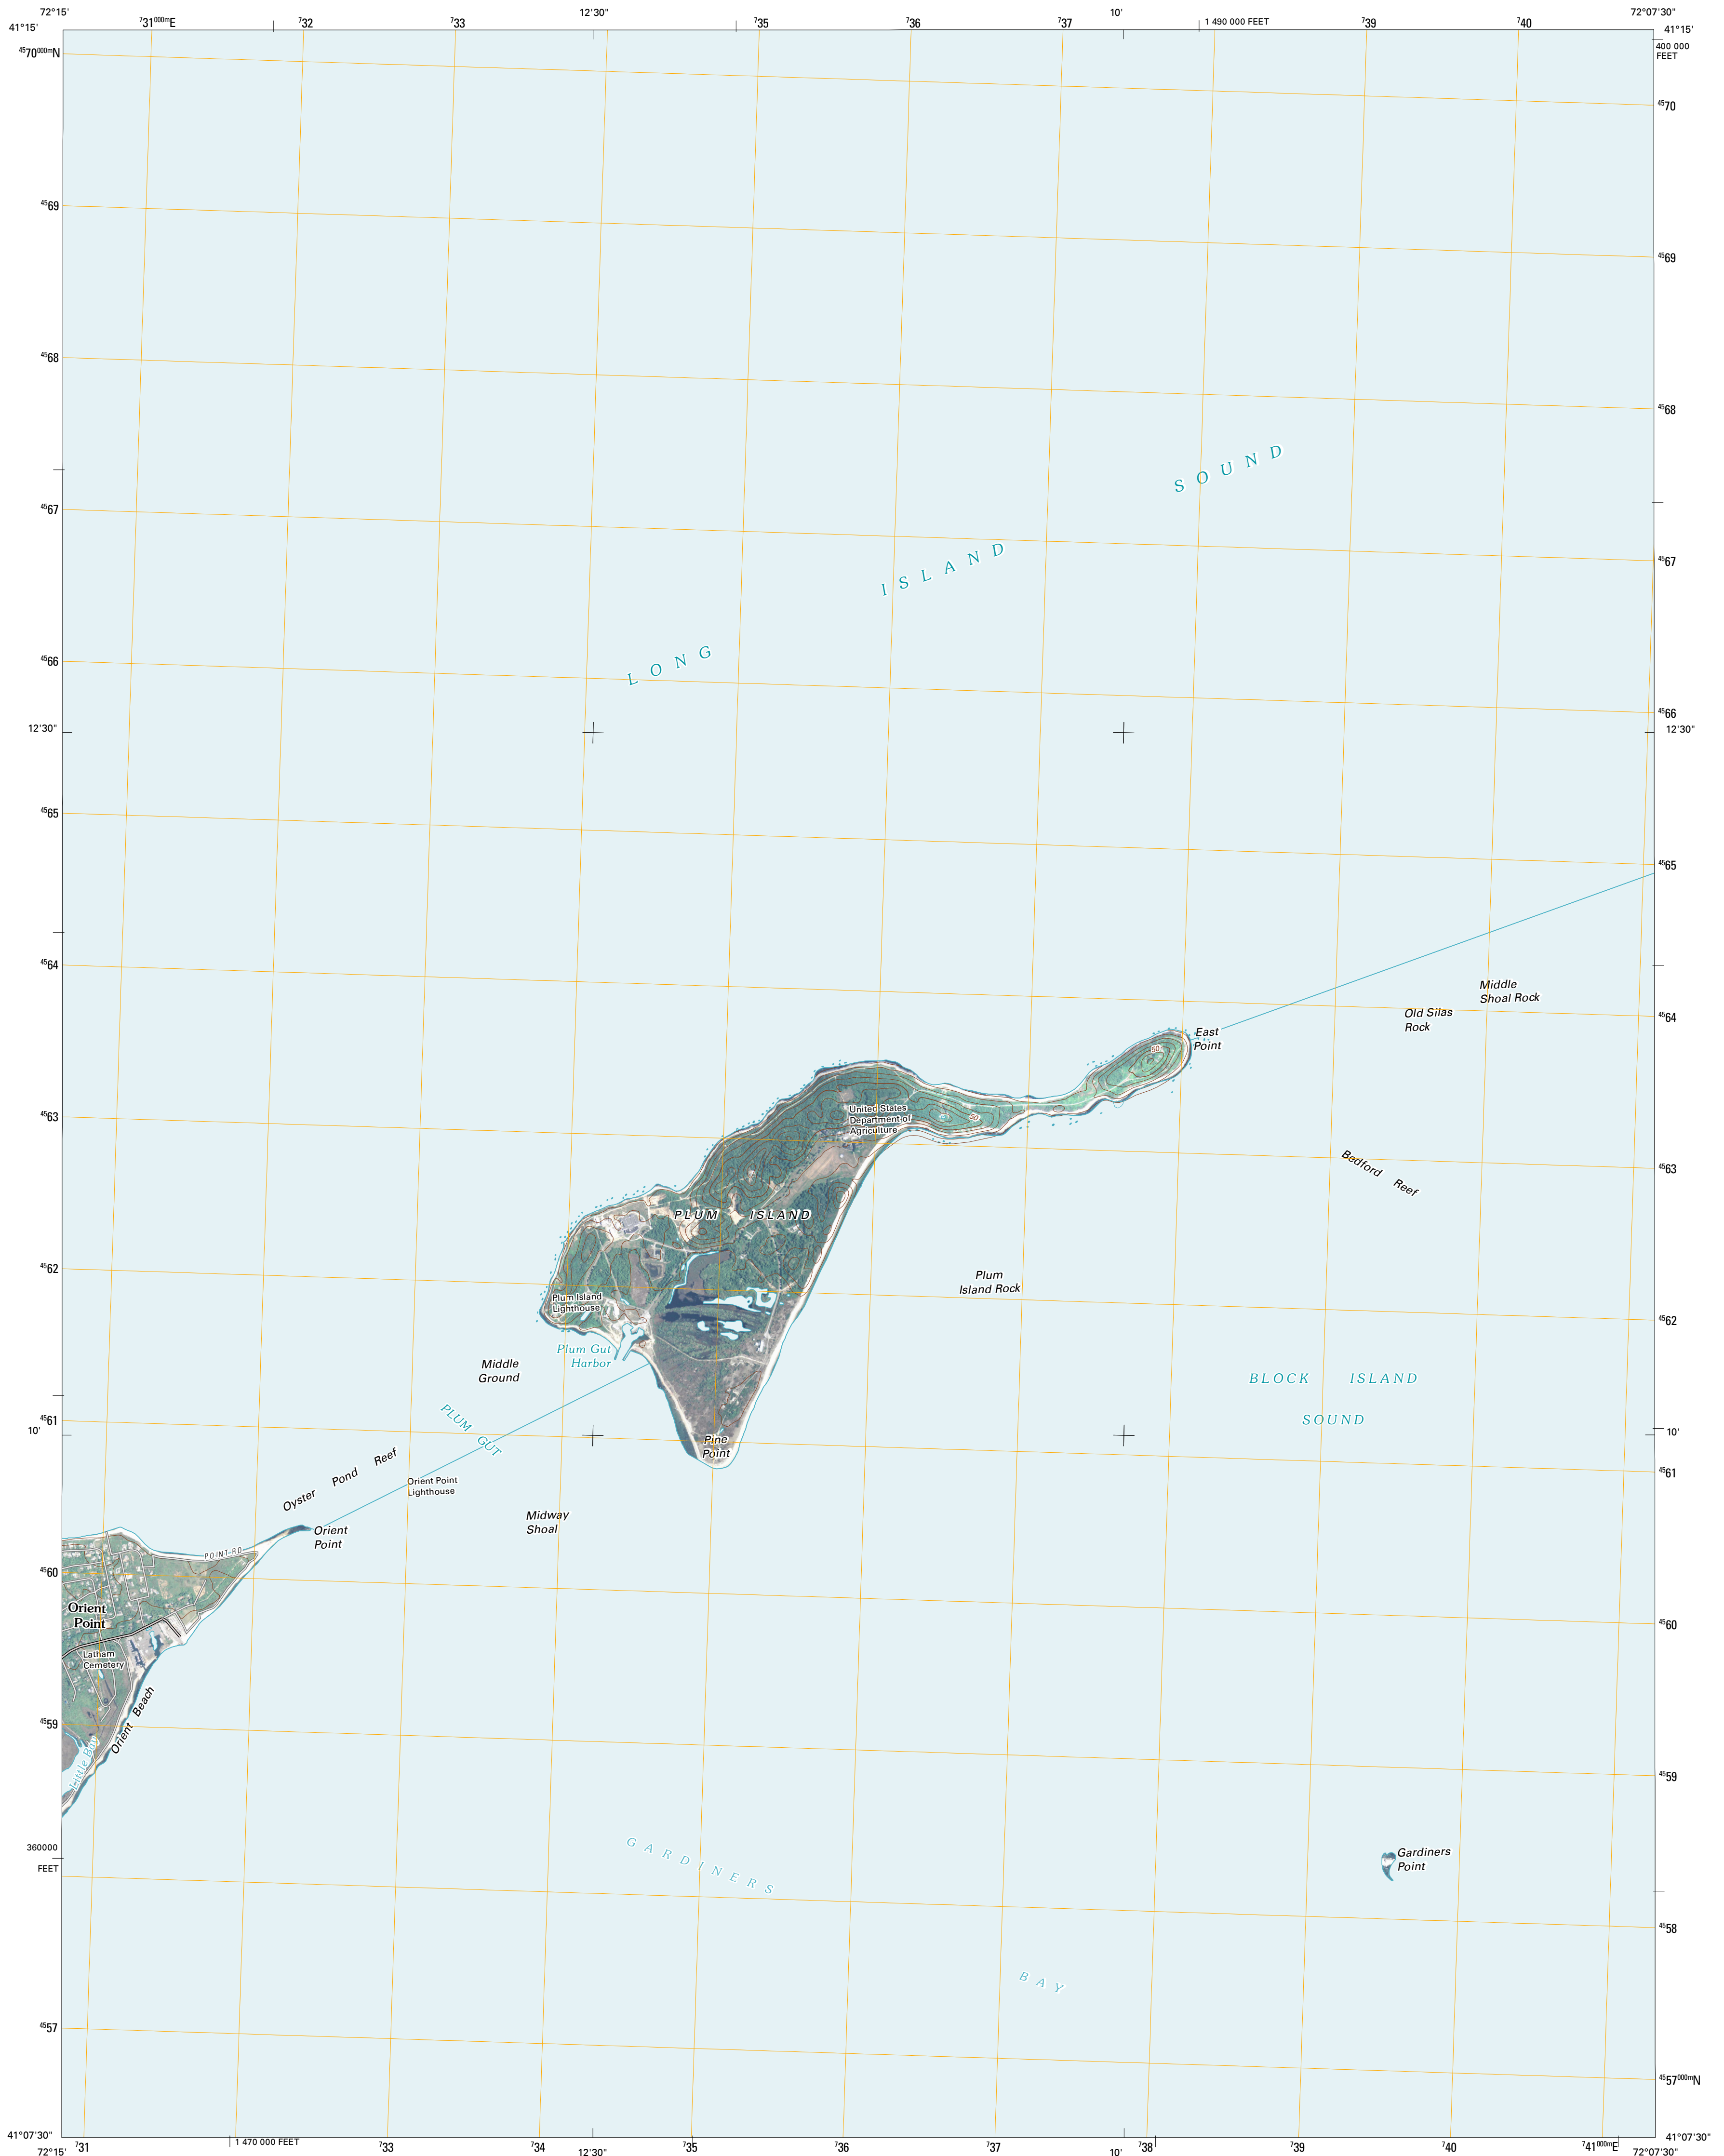 72°15'
⁷31⁰⁰⁰ᵐE
⁷32
⁷33
12'30"
⁷35
⁷36
⁷37
10'
1 490 000 FEET
⁷39
⁷40
72°07'30"
41°15'
41°15'
⁴⁵70⁰⁰⁰ᵐN
400 000
FEET
⁴⁵70
⁴⁵69
⁴⁵69
⁴⁵68
⁴⁵68
SOUND
⁴⁵67
ISLAND
⁴⁵67
LONG
⁴⁵66
⁴⁵66
12'30"
12'30"
⁴⁵65
⁴⁵65
⁴⁵64
Middle
Shoal Rock
Old Silas
Rock
⁴⁵64
East
Point
50
United States
Department of
Agriculture
50
⁴⁵63
Bedford Reef
⁴⁵63
PLUM ISLAND
⁴⁵62
Plum
Island Rock
Plum Island
Lighthouse
⁴⁵62
Plum Gut
Harbor
Middle
Ground
BLOCK ISLAND
SOUND
PLUM GUT
⁴⁵61
10'
10'
Pine
Point
⁴⁵61
Oyster Pond Reef
Orient Point
Lighthouse
Midway
Shoal
Orient
Point
POINT RD
⁴⁵60
Orient
Point
⁴⁵60
Latham
Cemetery
Orient Beach
⁴⁵59
Little Bay
⁴⁵59
360000
FEET
GARDINERS
Gardiners
Point
⁴⁵58
BAY
⁴⁵57
⁴⁵57⁰⁰⁰ᵐN
41°07'30"
41°07'30"
72°15'
⁷31
1 470 000 FEET
⁷33
⁷34
12'30"
⁷35
⁷36
⁷37
10'
⁷38
⁷39
⁷40
⁷41⁰⁰⁰ᵐE
72°07'30"